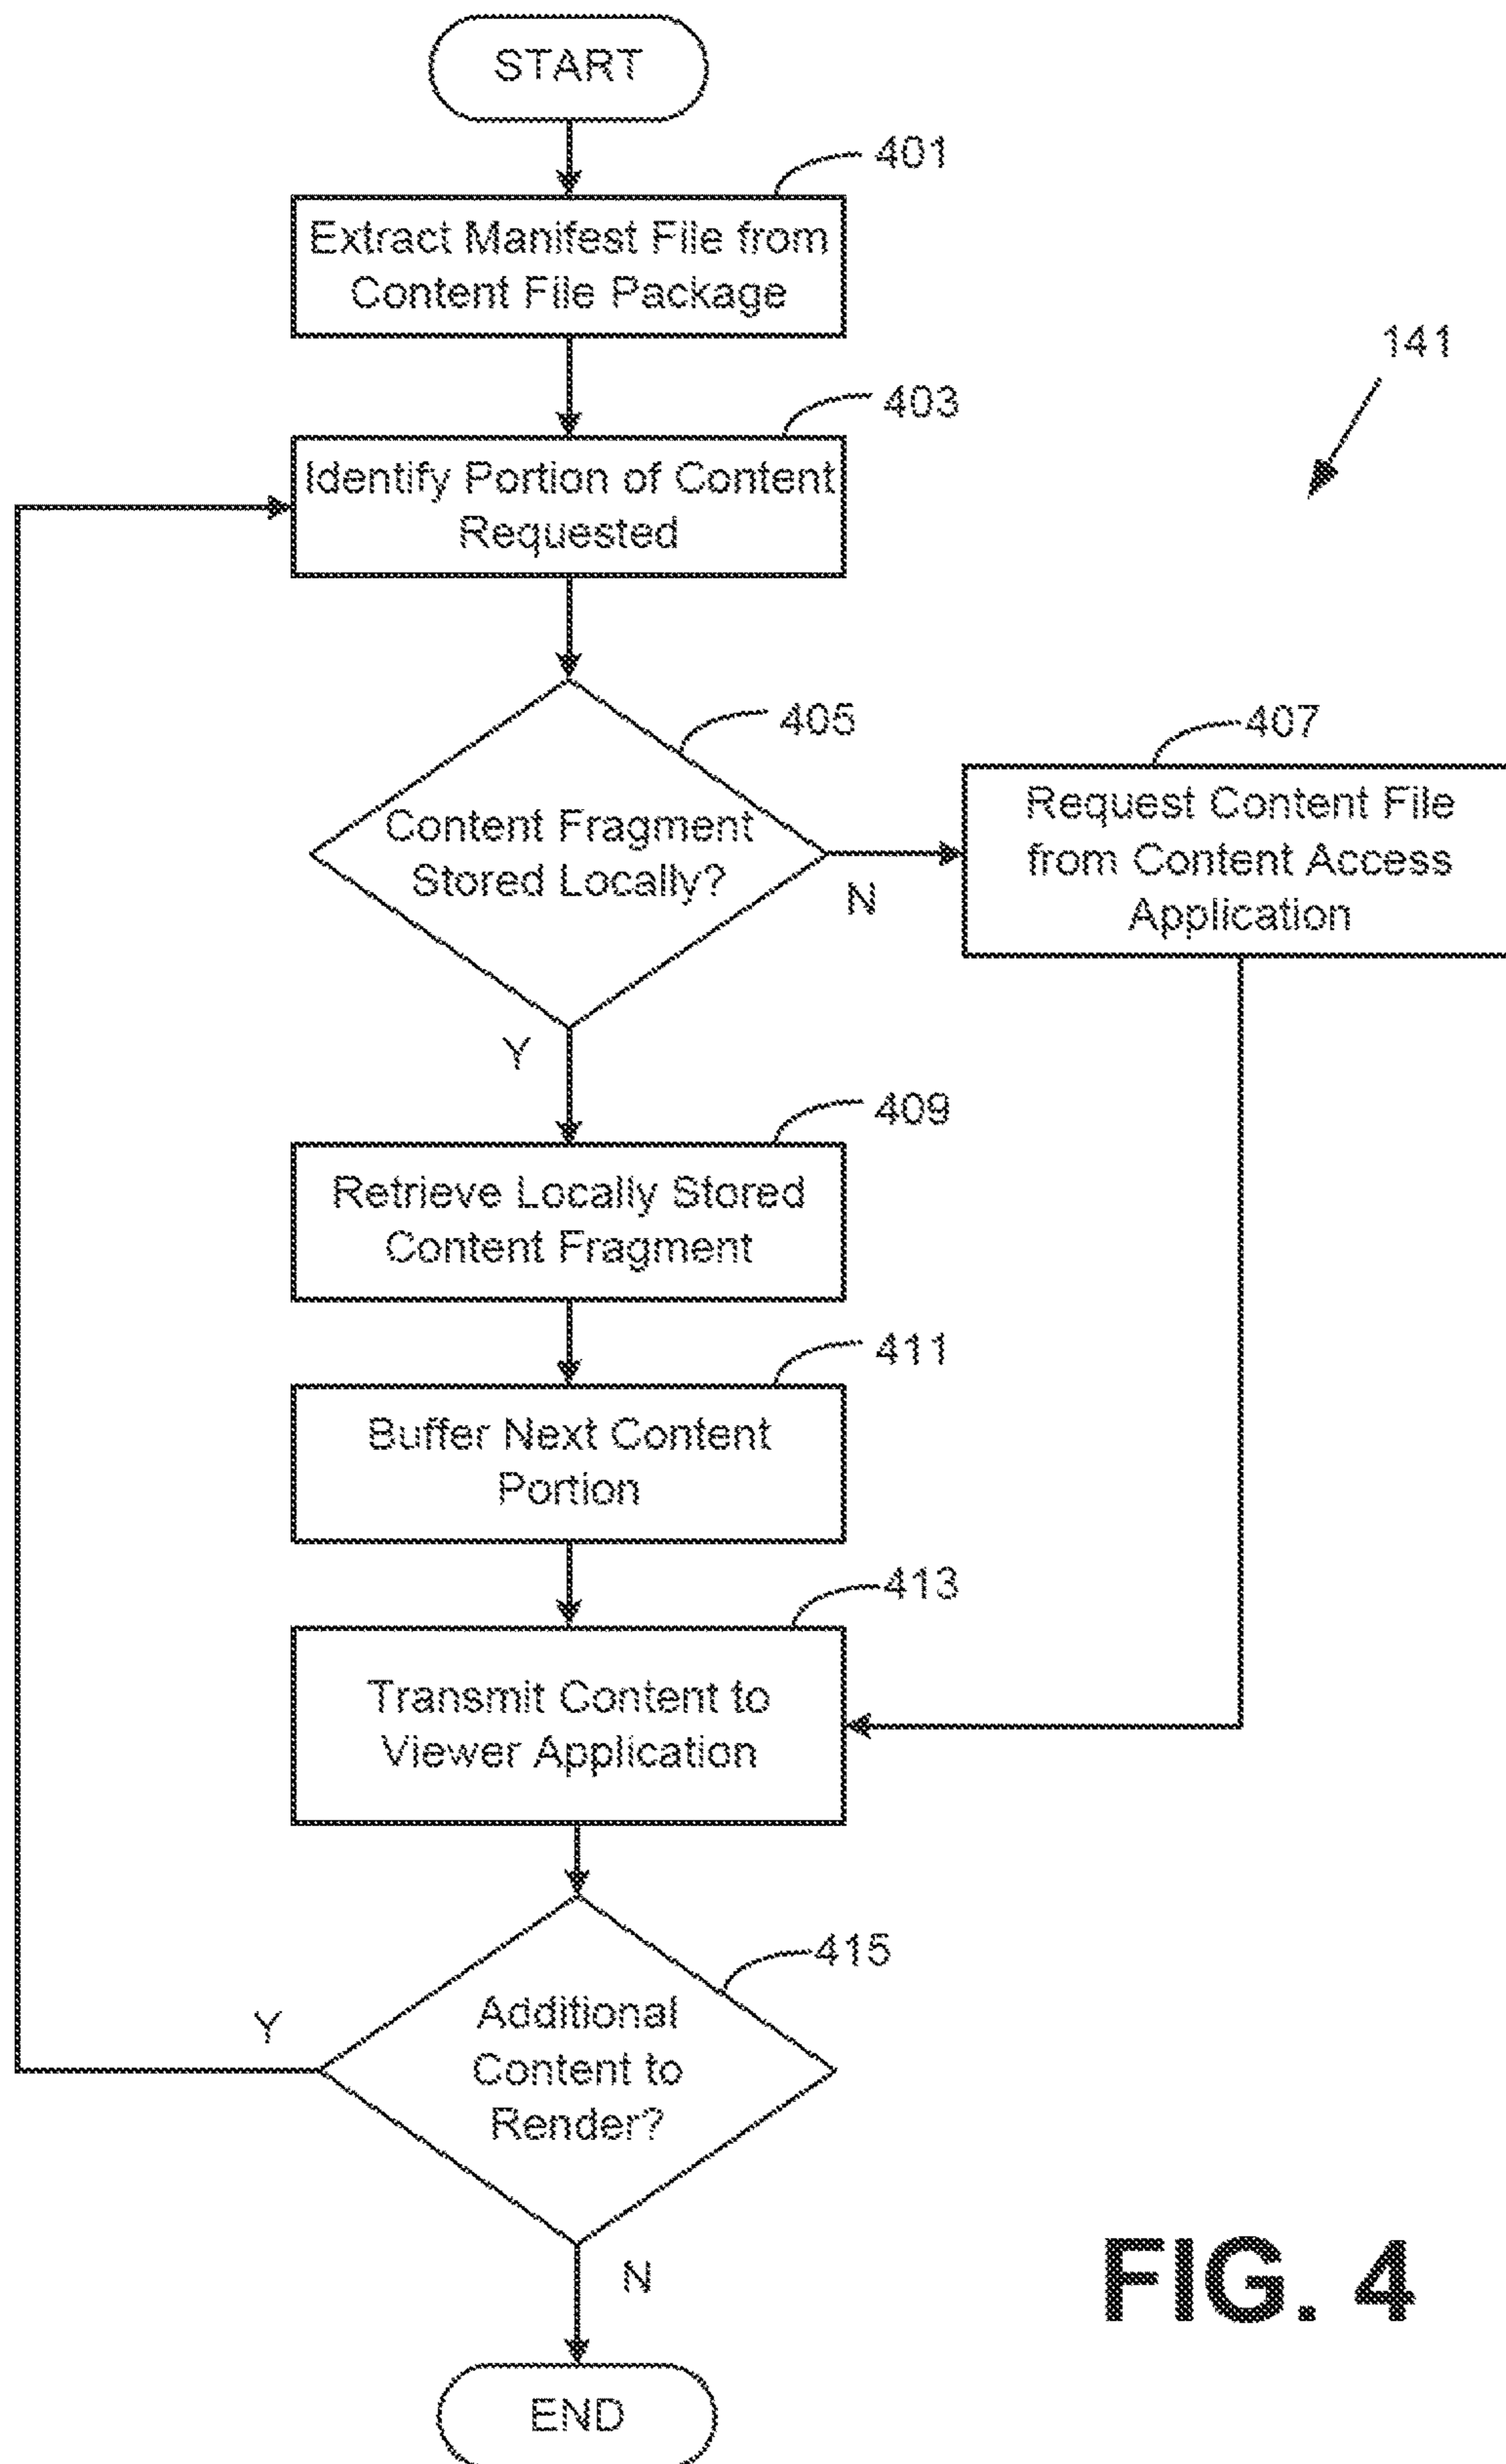 START
401
Extract Manifest File from
Content File Package
141
403
Identify Portion of Content
Requested
405
Content Fragment
Stored Locally?
N
407
Request Content File
from Content Access
Application
Y
409
Retrieve Locally Stored
Content Fragment
411
Buffer Next Content
Portion
413
Transmit Content to
Viewer Application
415
Additional
Content to
Render?
Y
N
END
FIG. 4